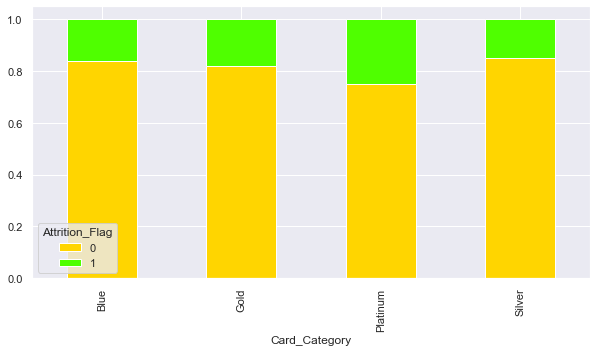 1.0
0.8
0.6
0.4
0.2
0.0
Attrition_Flag
0
1
Blue
Gold
Platinum
Silver
Card_Category